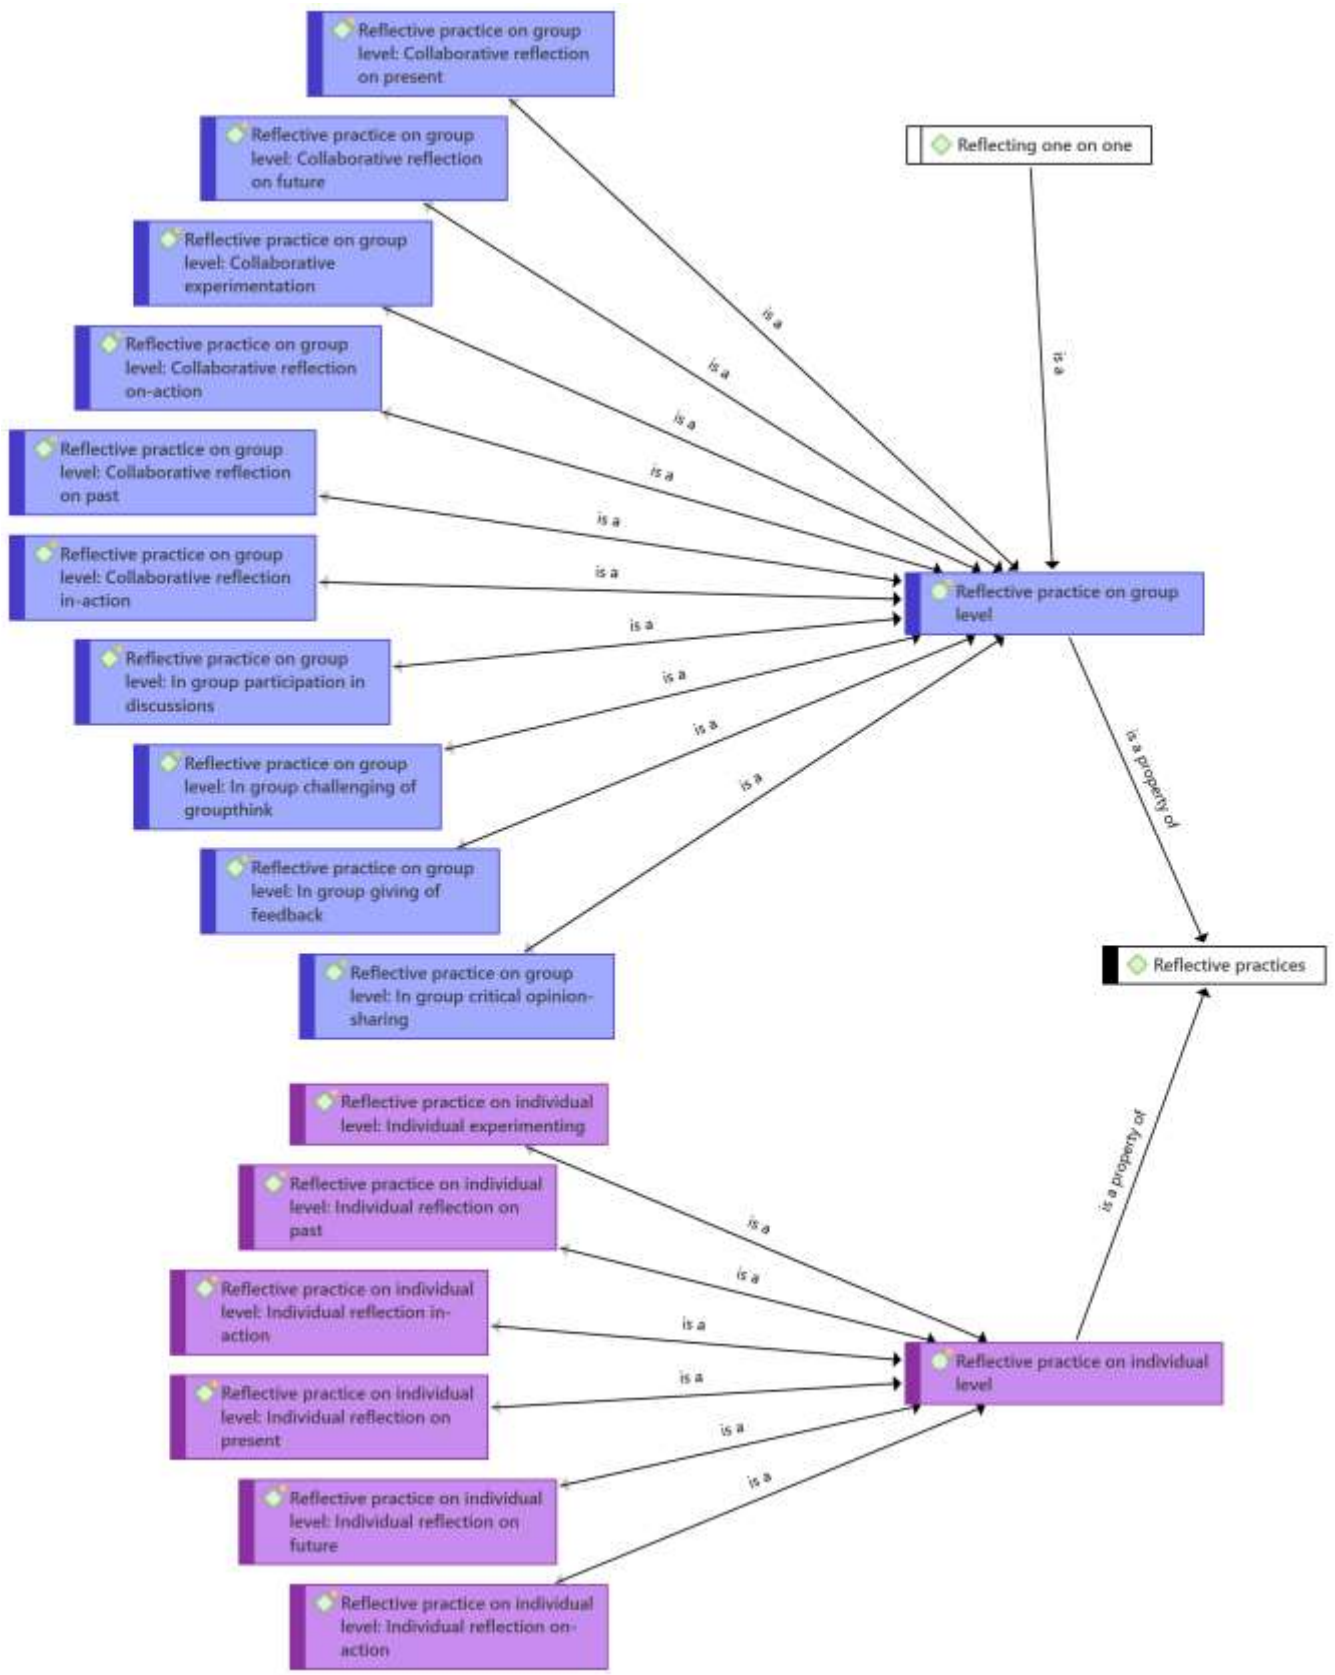 Reflective practice on group
level: Collaborative reflection
on present
Reflective practice on group
level: Collaborative reflection
on future
Reflecting one on one
Reflective practice on group
level: Collaborative
experimentation
is a
is a
is a
Reflective practice on group
level: Collaborative reflection
on-action
is a
Reflective practice on group
level: Collaborative reflection
on past
is a
is a
Reflective practice on group
level: Collaborative reflection
in-action
is a
Reflective practice on group
level
is a
Reflective practice on group
level: In group participation in
discussions
is a
is a
Reflective practice on group
level: In group challenging of
groupthink
is a
is a property of
Reflective practice on group
level: In group giving of
feedback
Reflective practices
Reflective practice on group
level: In group critical opinion-
sharing
Reflective practice on individual
level: Individual experimenting
is a property of
Reflective practice on individual
level: Individual reflection on
past
is a
is a
Reflective practice on individual
level: Individual reflection in-
action
is a
Reflective practice on individual
level
is a
Reflective practice on individual
level: Individual reflection on
present
is a
is a
Reflective practice on individual
level: Individual reflection on
future
Reflective practice on individual
level: Individual reflection on-
action